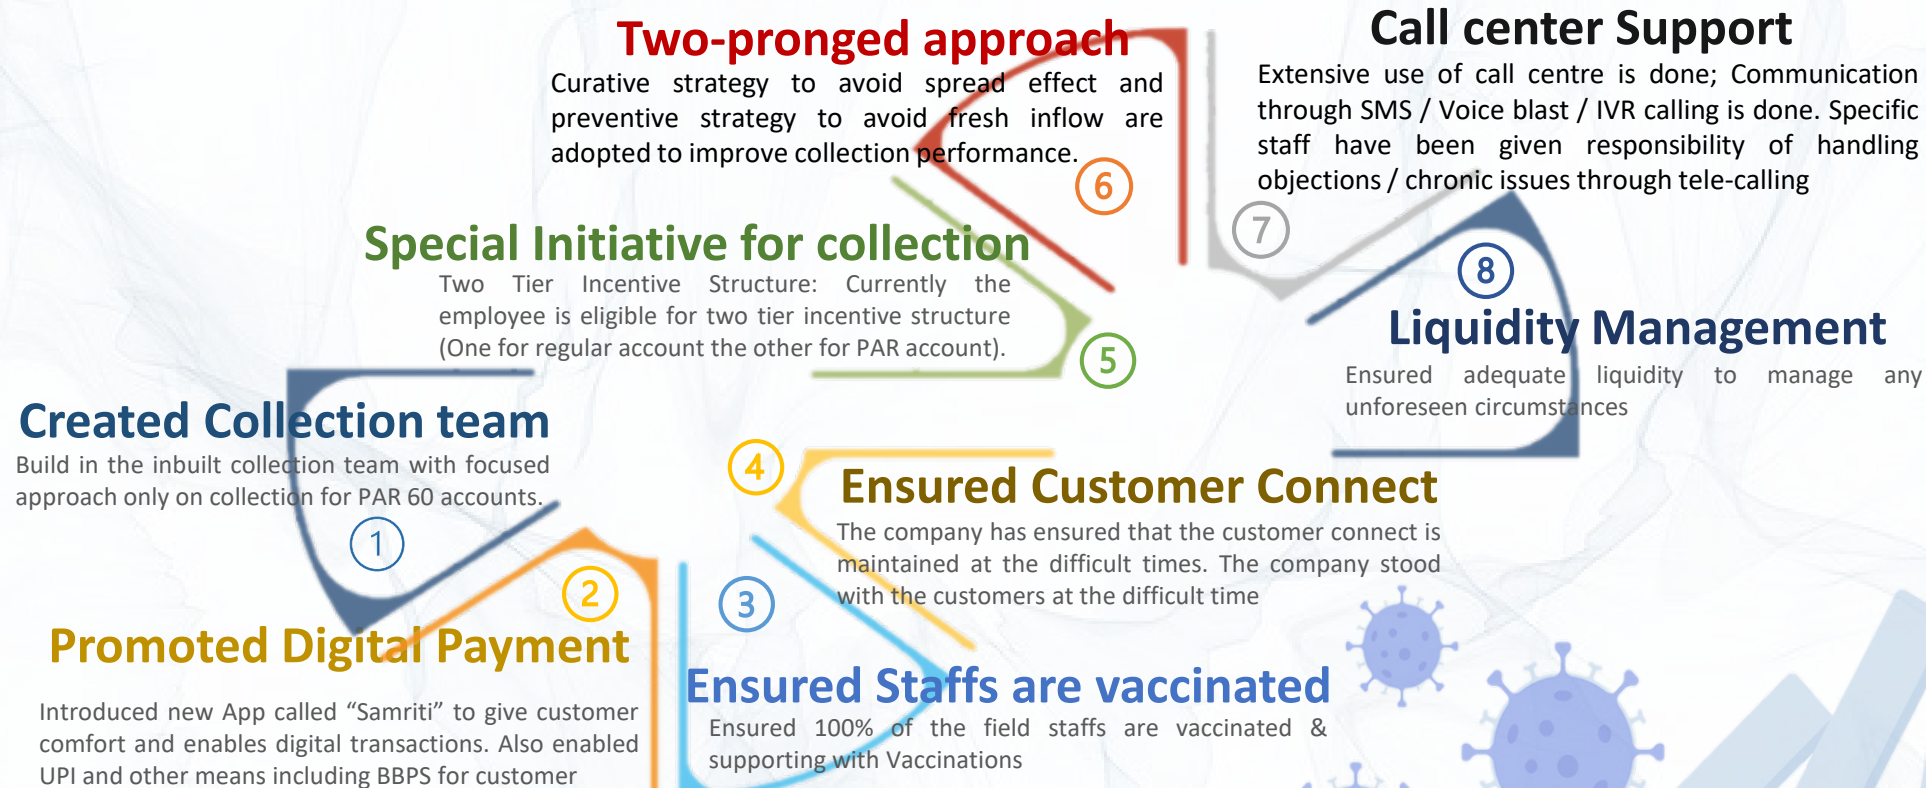 Two-pronged approach
Curative strategy to avoid spread effect and
preventive strategy to avoid fresh inflow are
adopted to improve collection performance.
6
Call center Support
Extensive use of call centre is done; Communication
through SMS / Voice blast / IVR calling is done. Specific
staff have been given responsibility of handling
objections / chronic issues through tele-calling
7
Special Initiative for collection
Two Tier Incentive Structure: Currently the
employee is eligible for two tier incentive structure
(One for regular account the other for PAR account).
5
8
Liquidity Management
Ensured adequate liquidity to manage any
unforeseen circumstances
Created Collection team
Build in the inbuilt collection team with focused
approach only on collection for PAR 60 accounts.
1
4
Ensured Customer Connect
The company has ensured that the customer connect is
maintained at the difficult times. The company stood
with the customers at the difficult time
2
Promoted Digital Payment
Introduced new App called “Samriti” to give customer
comfort and enables digital transactions. Also enabled
UPI and other means including BBPS for customer
3
Ensured Staffs are vaccinated
Ensured 100% of the field staffs are vaccinated &
supporting with Vaccinations